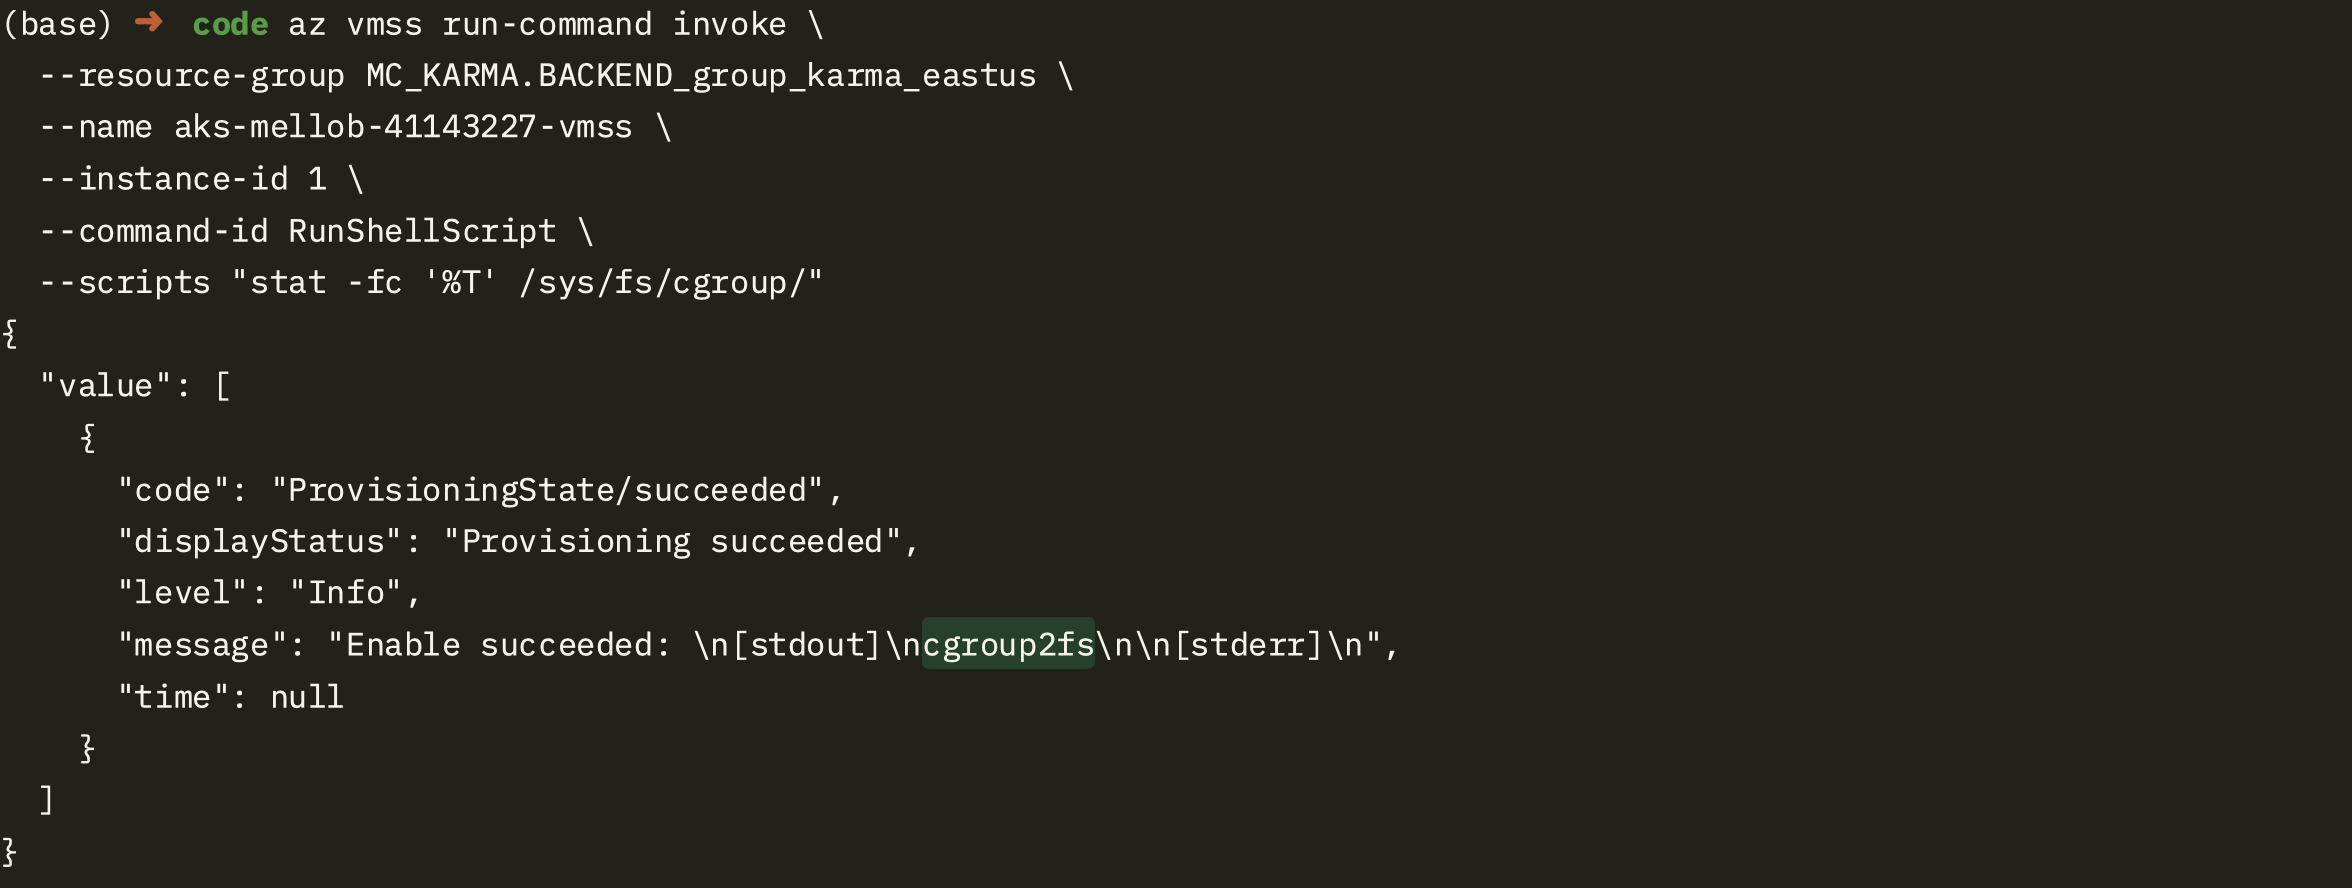 (base) ➜ code az vmss run-command invoke \
  --resource-group MC_KARMA.BACKEND_group_karma_eastus \
  --name aks-mellob-41143227-vmss \
  --instance-id 1 \
  --command-id RunShellScript \
  --scripts "stat -fc '%T' /sys/fs/cgroup/"
{
  "value": [
    {
      "code": "ProvisioningState/succeeded",
      "displayStatus": "Provisioning succeeded",
      "level": "Info",
      "message": "Enable succeeded: \n[stdout]\ncgroup2fs\n\n[stderr]\n",
      "time": null
    }
  ]
}